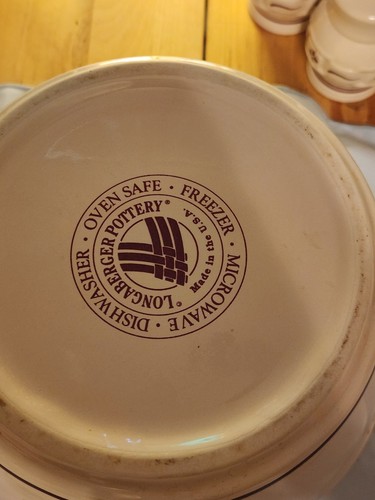 OVEN SAFE · FREEZER · MICROWAVE · DISHWASHER ·
LONGABERGER POTTERY®
Made in the U.S.A. ©